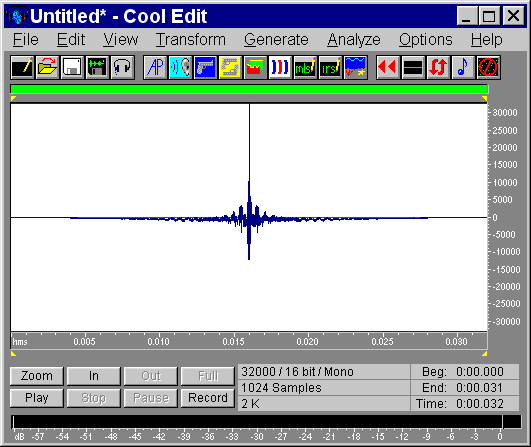 Untitled* - Cool Edit
File Edit View Transform Generate Analyze Options Help
AP mls irs
30000
25000
20000
15000
10000
5000
0
-5000
-10000
-15000
-20000
-25000
-30000
hms 0.005 0.010 0.015 0.020 0.025 0.030
Zoom In Out Full 32000 / 16 bit / Mono Beg: 0:00.000
1024 Samples End: 0:00.031
Play Stop Pause Record 2 K Time: 0:00.032
dB -57 -54 -51 -48 -45 -42 -39 -36 -33 -30 -27 -24 -21 -18 -15 -12 -9 -6 -3 0